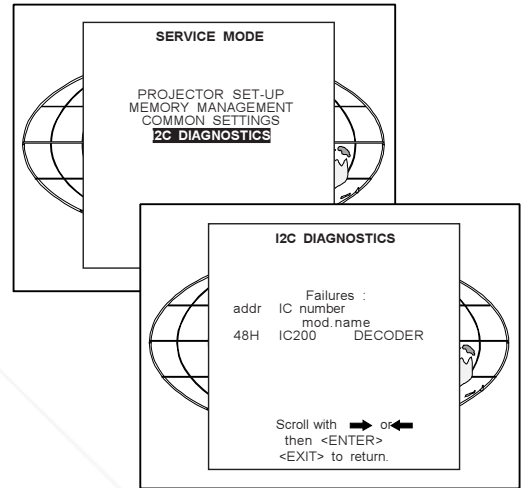 SERVICE MODE
PROJECTOR SET-UP
MEMORY MANAGEMENT
COMMON SETTINGS
2C DIAGNOSTICS
I2C DIAGNOSTICS
Failures :
addr IC number
mod.name
48H IC200 DECODER
Scroll with or
then <ENTER>
<EXIT> to return.